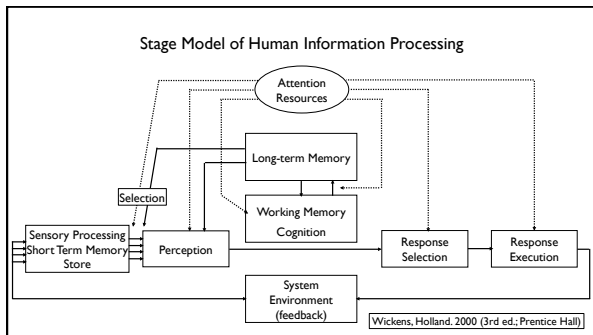 Stage Model of Human Information Processing
Attention
Resources
Long-term Memory
Selection
Working Memory
Cognition
Sensory Processing
Short Term Memory
Store
Perception
Response
Selection
Response
Execution
System
Environment
(feedback)
Wickens, Holland. 2000 (3rd ed.; Prentice Hall)